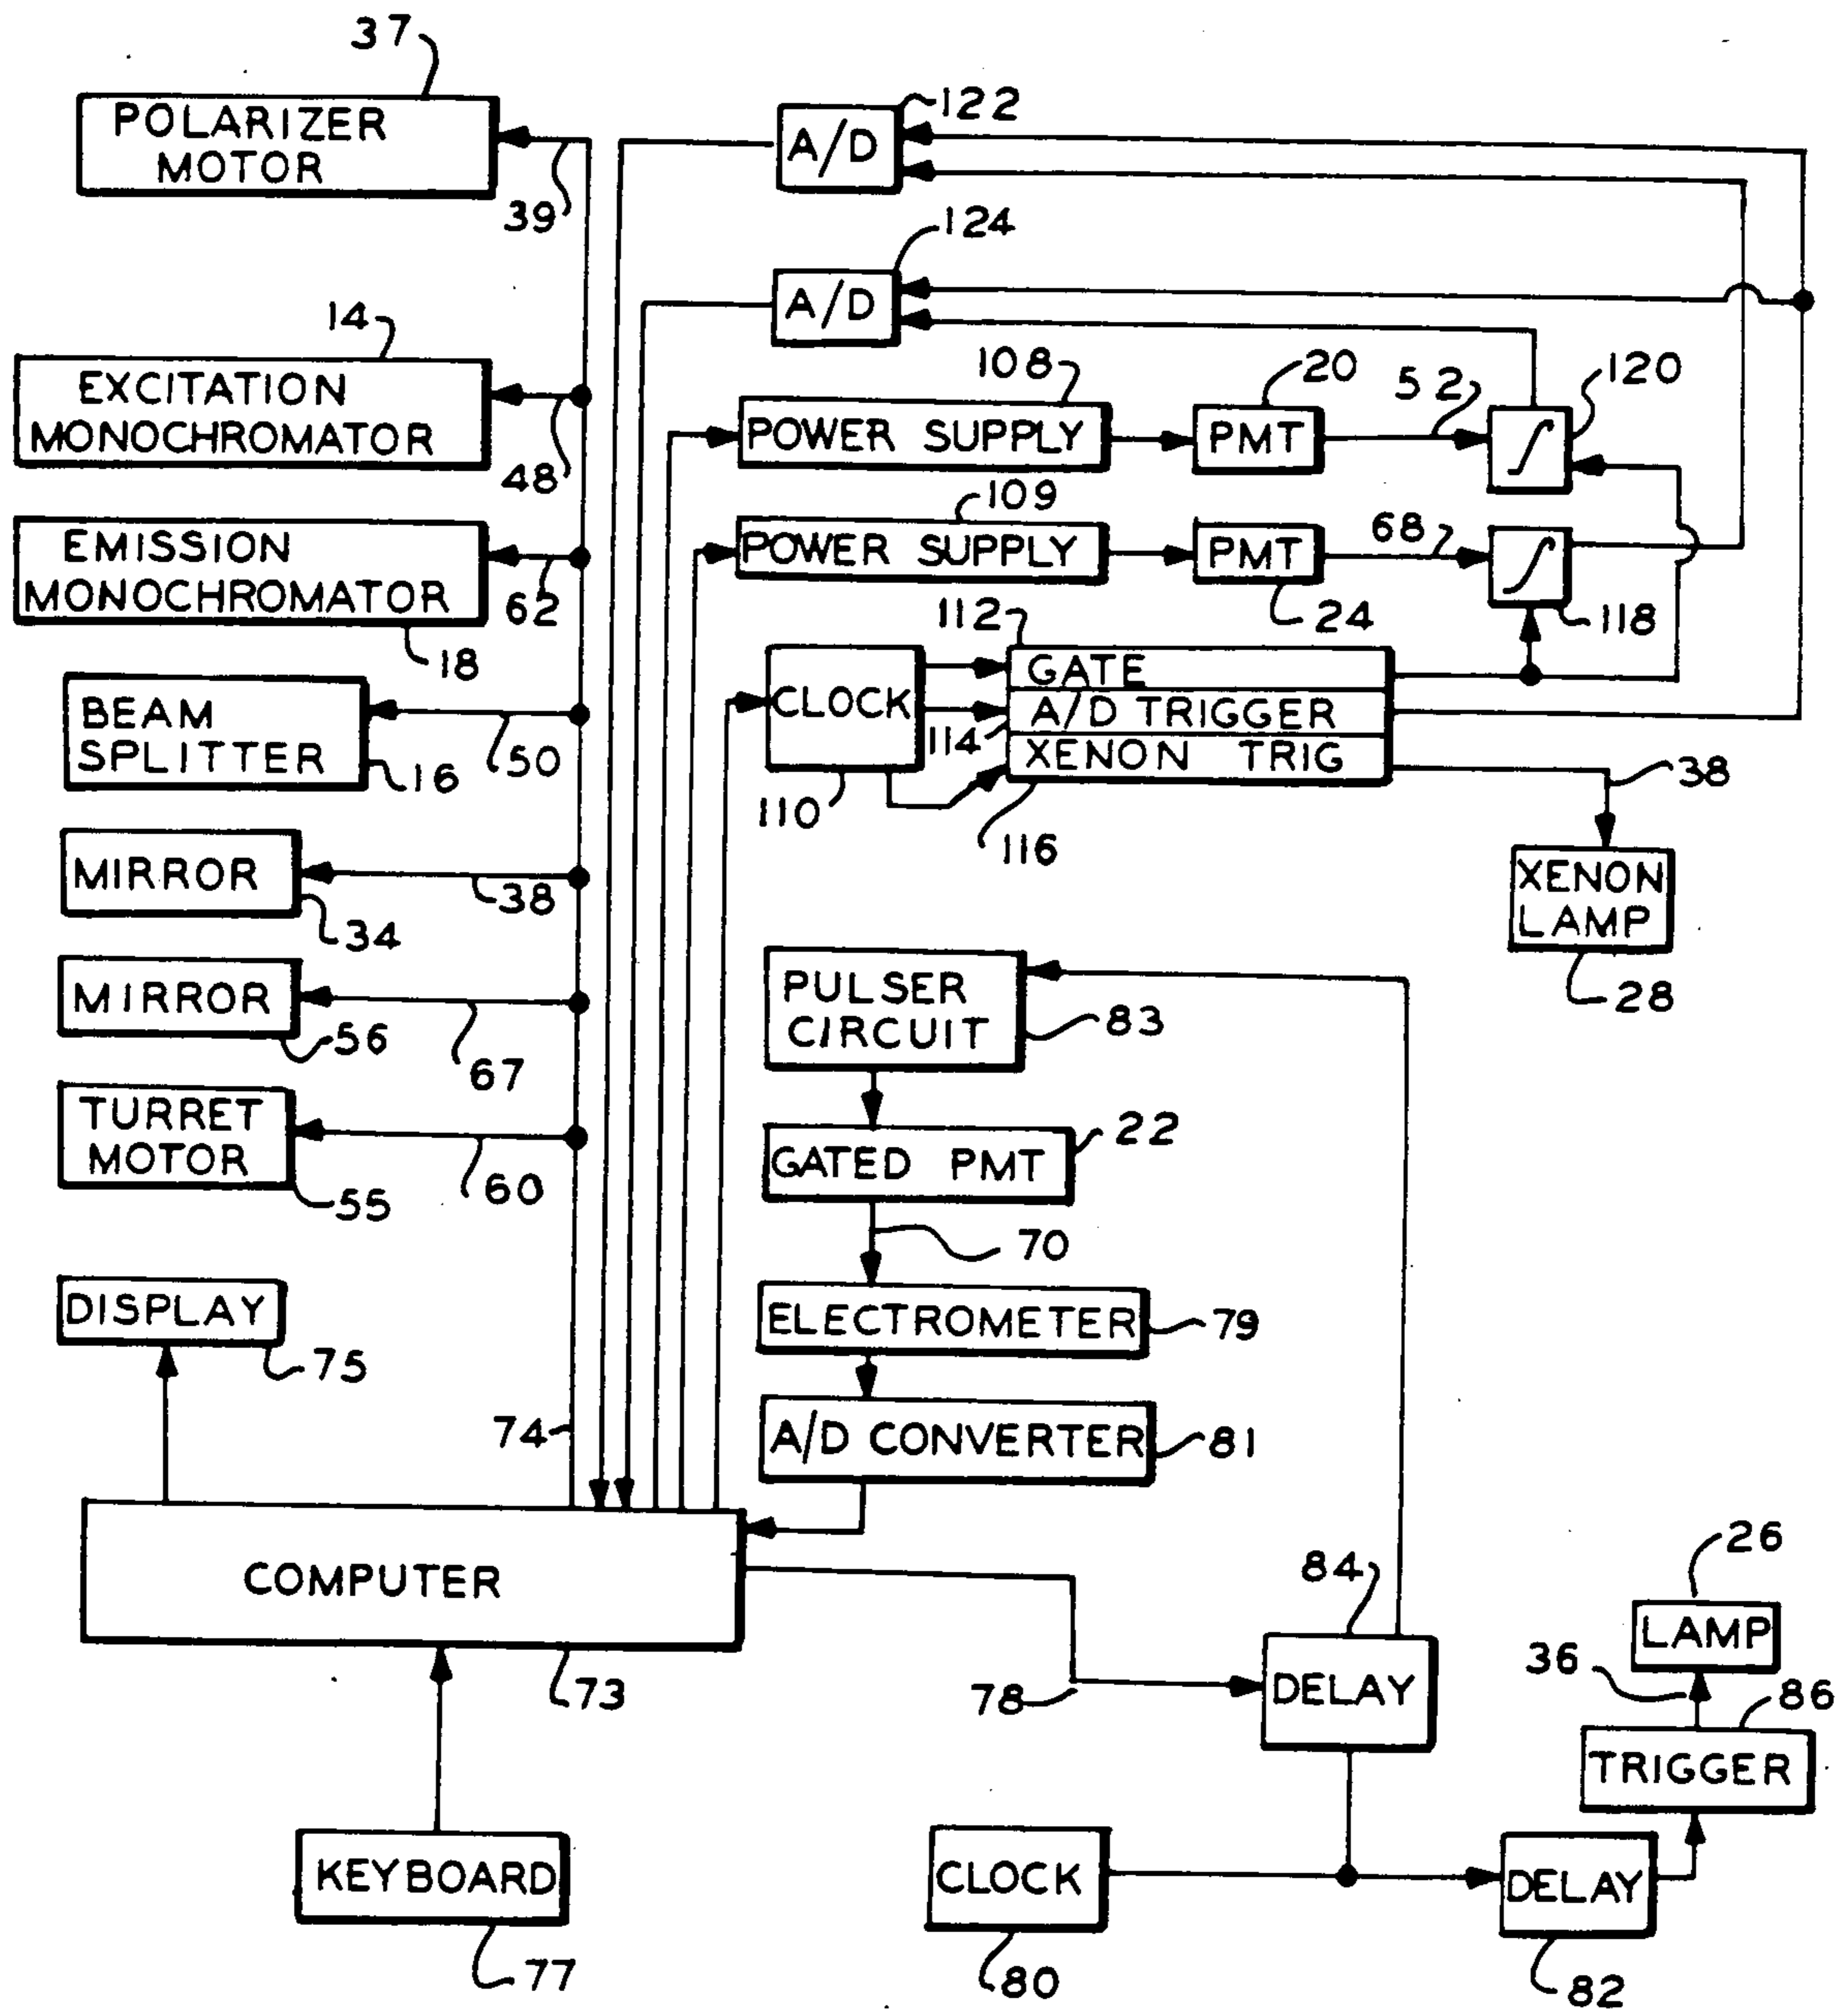 37
POLARIZER
MOTOR
39
122
A/D
124
A/D
14
EXCITATION
MONOCHROMATOR
48
108
POWER SUPPLY
20
PMT
52
120
∫
EMISSION
MONOCHROMATOR
62
18
109
POWER SUPPLY
PMT
24
68
∫
118
BEAM
SPLITTER
16
50
CLOCK
110
112
GATE
A/D TRIGGER
114
XENON TRIG
116
38
XENON
LAMP
28
MIRROR
34
38
MIRROR
56
67
TURRET
MOTOR
55
60
PULSER
CIRCUIT
83
GATED PMT
22
70
ELECTROMETER
79
A/D CONVERTER
81
DISPLAY
75
74
COMPUTER
73
78
84
DELAY
26
LAMP
36
86
TRIGGER
KEYBOARD
77
CLOCK
80
DELAY
82